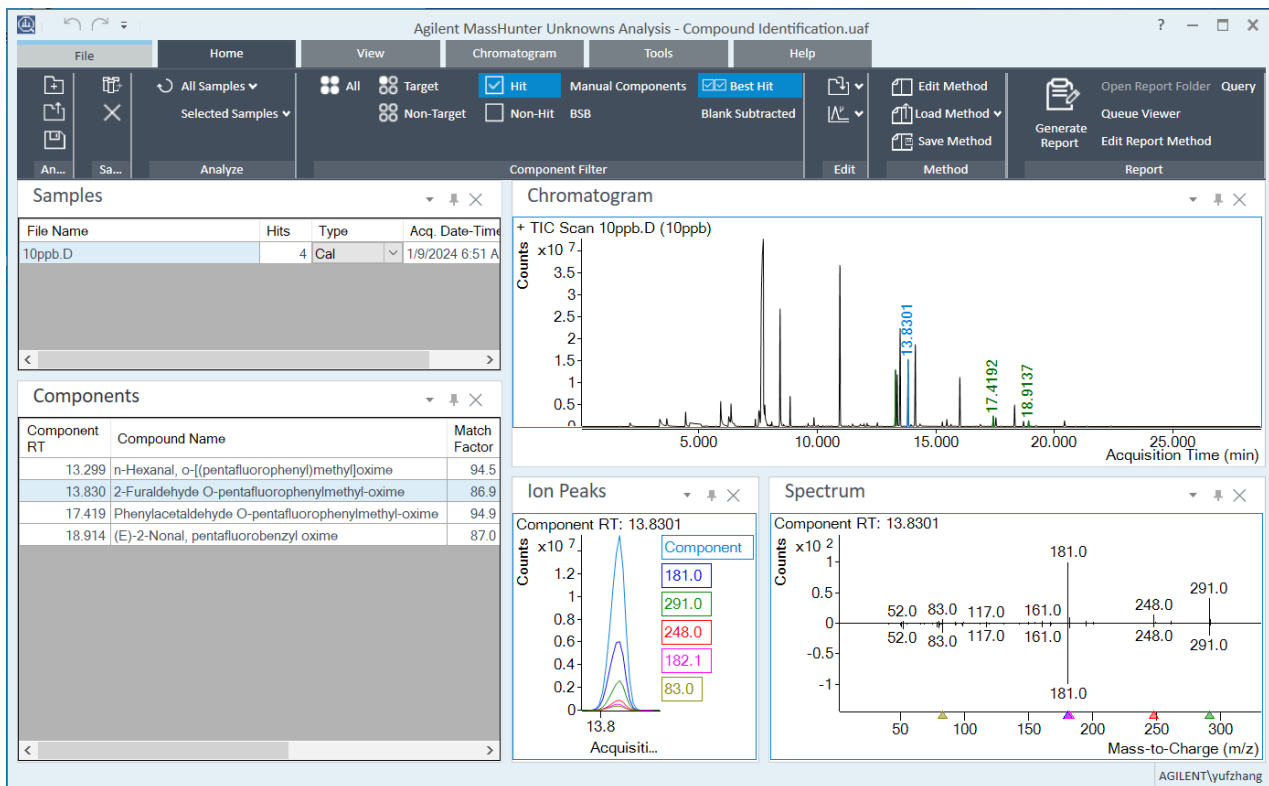 Agilent MassHunter Unknowns Analysis - Compound Identification.uaf
?
File Home View Chromatogram Tools Help
All Samples All Target Hit Manual Components Best Hit Edit Method Open Report Folder Query
Selected Samples Non-Target Non-Hit BSB Blank Subtracted Load Method Generate Report Queue Viewer
Save Method Edit Report Method
An... Sa... Analyze Component Filter Edit Method Report
Samples
File Name Hits Type Acq. Date-Time
10ppb.D 4 Cal 1/9/2024 6:51 A
Components
Component RT Compound Name Match Factor
13.299 n-Hexanal, o-[(pentafluorophenyl)methyl]oxime 94.5
13.830 2-Furaldehyde O-pentafluorophenylmethyl-oxime 86.9
17.419 Phenylacetaldehyde O-pentafluorophenylmethyl-oxime 94.9
18.914 (E)-2-Nonal, pentafluorobenzyl oxime 87.0
Chromatogram
+ TIC Scan 10ppb.D (10ppb)
Counts
x10 7
3.5
3
2.5
2
1.5
1
0.5
0
13.8301
17.4192
18.9137
5.000 10.000 15.000 20.000 25.000
Acquisition Time (min)
Ion Peaks
Component RT: 13.8301
Counts
x10 7
1.2
1
0.8
0.6
0.4
0.2
0
Component
181.0
291.0
248.0
182.1
83.0
13.8
Acquisiti...
Spectrum
Component RT: 13.8301
Counts
x10 2
1
0.5
0
-0.5
-1
181.0
52.0 83.0 117.0 161.0 248.0 291.0
52.0 83.0 117.0 161.0 248.0 291.0
181.0
50 100 150 200 250 300
Mass-to-Charge (m/z)
AGILENT\yufzhang